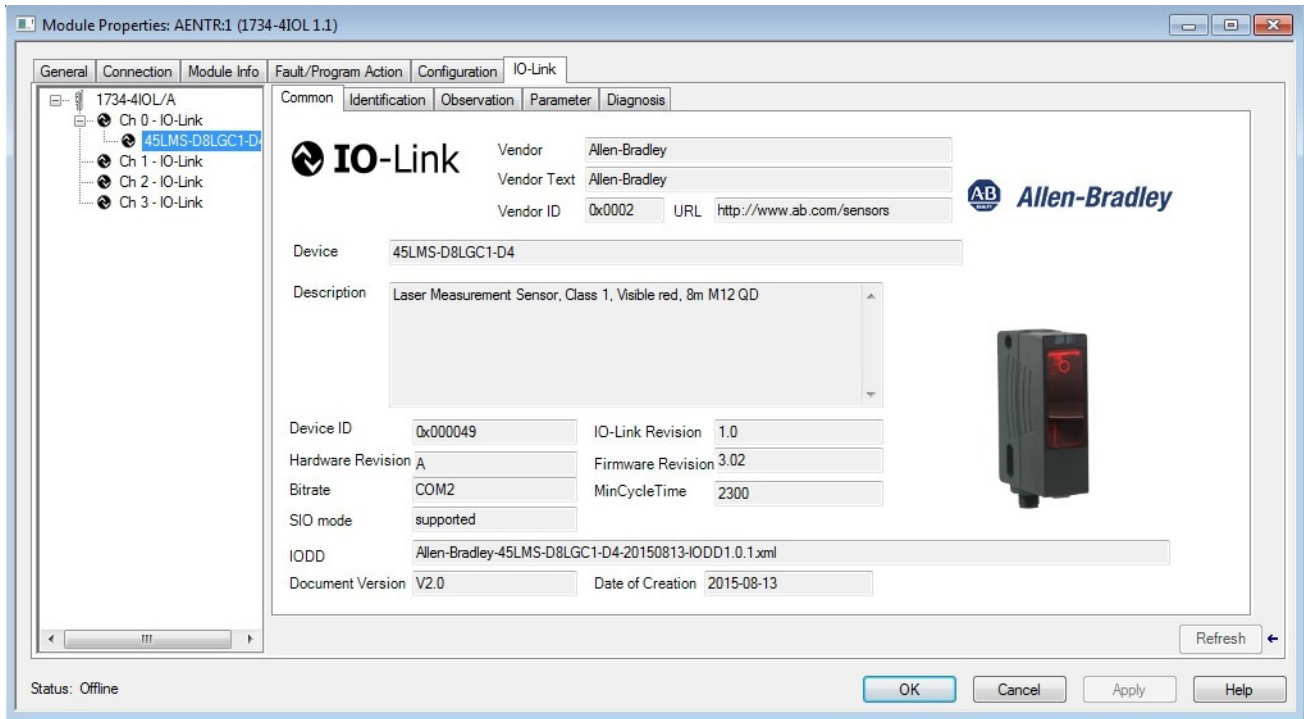 Module Properties: AENTR:1 (1734-4IOL 1.1)
General Connection Module Info Fault/Program Action Configuration IO-Link
1734-4IOL/A
Ch 0 - IO-Link
45LMS-D8LGC1-D4
Ch 1 - IO-Link
Ch 2 - IO-Link
Ch 3 - IO-Link
Common Identification Observation Parameter Diagnosis
IO-Link
Vendor Allen-Bradley
Vendor Text Allen-Bradley
Vendor ID 0x0002 URL http://www.ab.com/sensors
AB QUALITY Allen-Bradley
Device 45LMS-D8LGC1-D4
Description Laser Measurement Sensor, Class 1, Visible red, 8m M12 QD
Device ID 0x000049 IO-Link Revision 1.0
Hardware Revision A Firmware Revision 3.02
Bitrate COM2 MinCycleTime 2300
SIO mode supported
IODD Allen-Bradley-45LMS-D8LGC1-D4-20150813-IODD1.0.1.xml
Document Version V2.0 Date of Creation 2015-08-13
Refresh
Status: Offline OK Cancel Apply Help